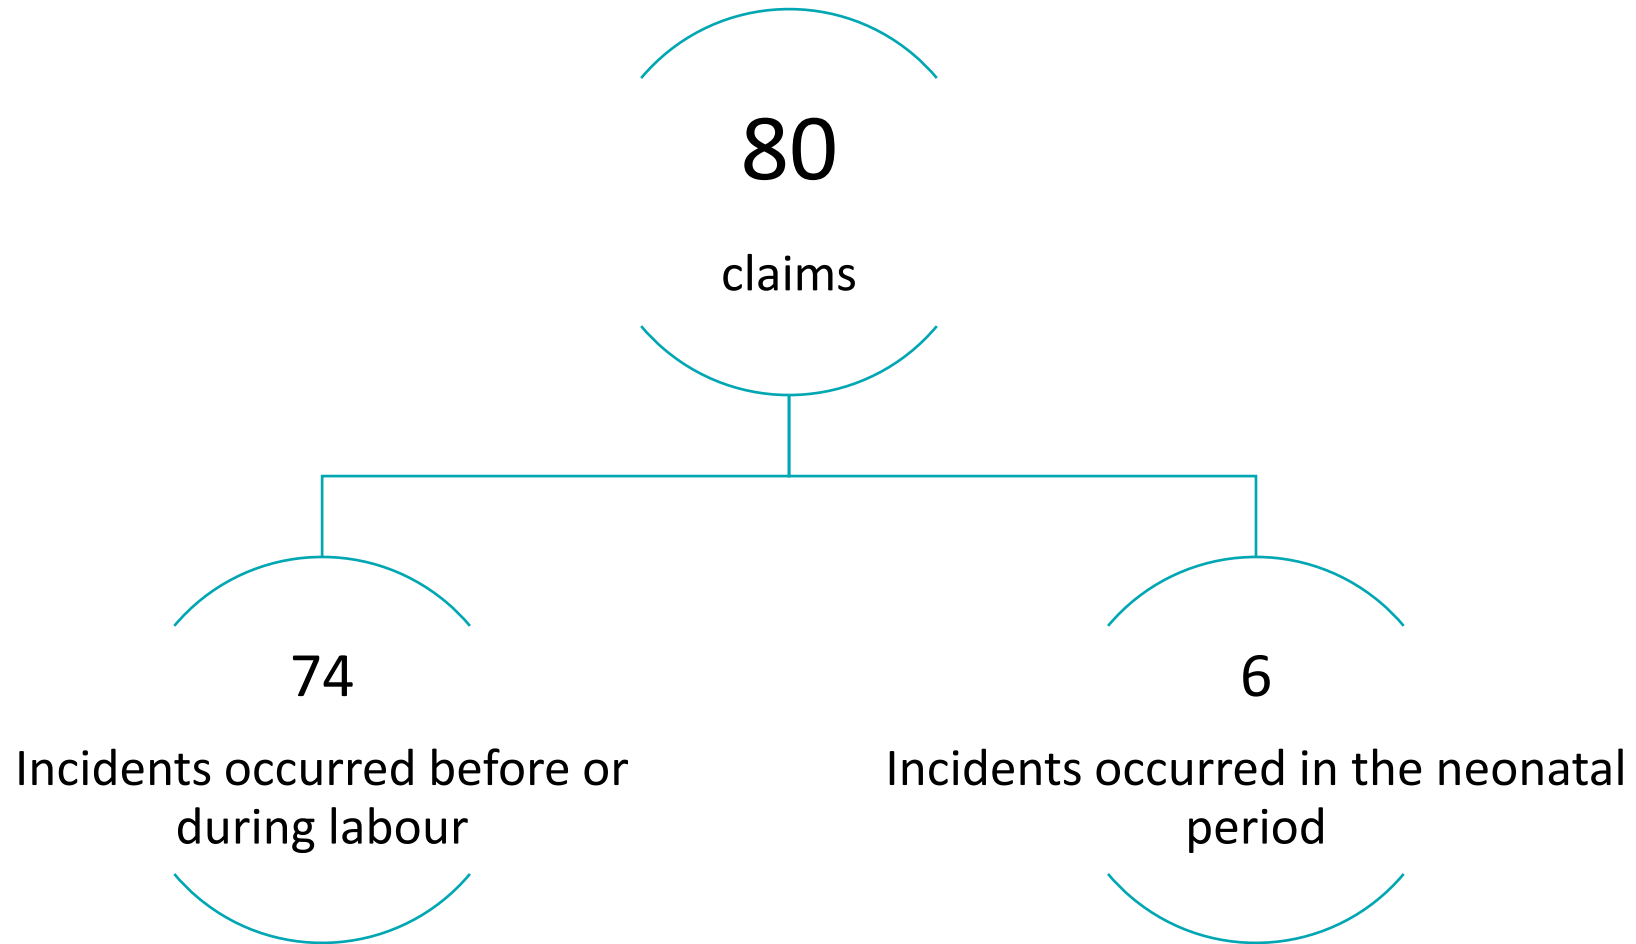 80
claims
74
Incidents occurred before or
during labour
6
Incidents occurred in the neonatal
period